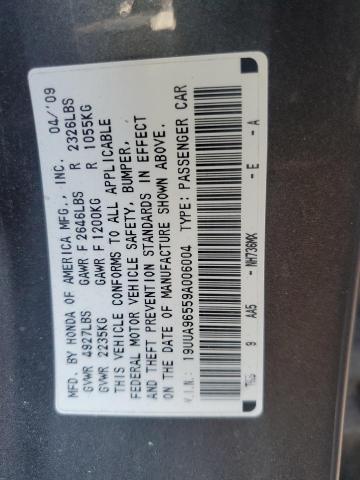 MFD. BY HONDA OF AMERICA MFG., INC. 04/'09
GVWR 4927LBS GAWR F 2646LBS R 2326LBS
GVWR 2235KG GAWR F 1200KG R 1055KG
THIS VEHICLE CONFORMS TO ALL APPLICABLE
FEDERAL MOTOR VEHICLE SAFETY, BUMPER,
AND THEFT PREVENTION STANDARDS IN EFFECT
ON THE DATE OF MANUFACTURE SHOWN ABOVE.
V.I.N.: 19UUA96559A006004 TYPE: PASSENGER CAR
TK5 9 AA5 - NH736MX - E - A